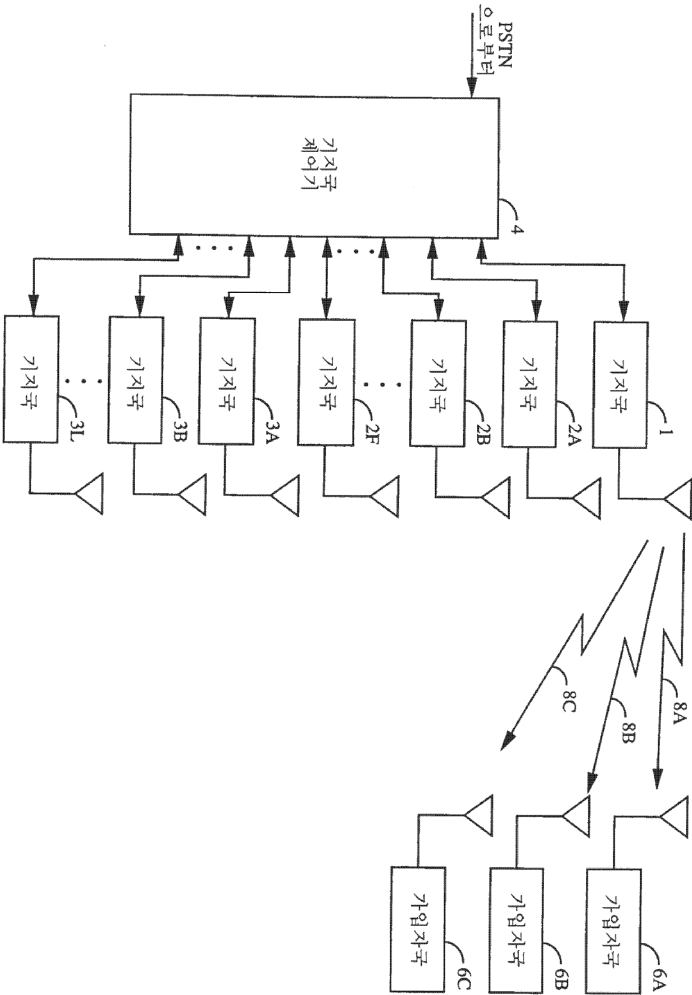 PSTN
으로부터
기지국
제어기
4
기지국
1
기지국
2A
기지국
2B
기지국
2F
기지국
3A
기지국
3B
기지국
3L
8A
8B
8C
가입자국
6A
가입자국
6B
가입자국
6C